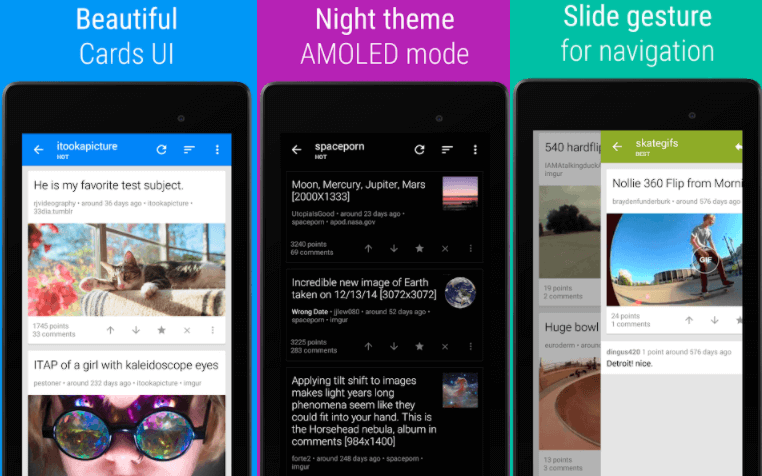 Beautiful
Cards UI
itookapicture
HOT
He is my favorite test subject.
rjvideography • around 36 days ago • itookapicture •
33dia.tumblr
1745 points
33 comments
ITAP of a girl with kaleidoscope eyes
pestoner • around 232 days ago • itookapicture • imgur
Night theme
AMOLED mode
spaceporn
HOT
Moon, Mercury, Jupiter, Mars
[2000X1333]
UtopiaIsGood • around 23 days ago •
spaceporn • apod.nasa.gov
3240 points
69 comments
Incredible new image of Earth
taken on 12/13/14 [3072x3072]
Wrong Date • jjlew080 • around 52 days ago •
spaceporn • imgur
3225 points
283 comments
Applying tilt shift to images
makes light years long
phenomena seem like they
could fit into your hand. This is
the Horsehead nebula, album in
comments [984x1400]
forte2 • around 248 days ago • spaceporn •
imgur
Slide gesture
for navigation
540 hardfli
IAMAtalkingduckA
imgur
19 points
2 comments
Huge bowl
euroderm • around
13 points
6 comments
skategifs
BEST
Nollie 360 Flip from Morni
braydenfunderburk • around 576 days ago •
GIF
24 points
1 comments
dingus420 1 point around 576 days ago
Detroit! nice.